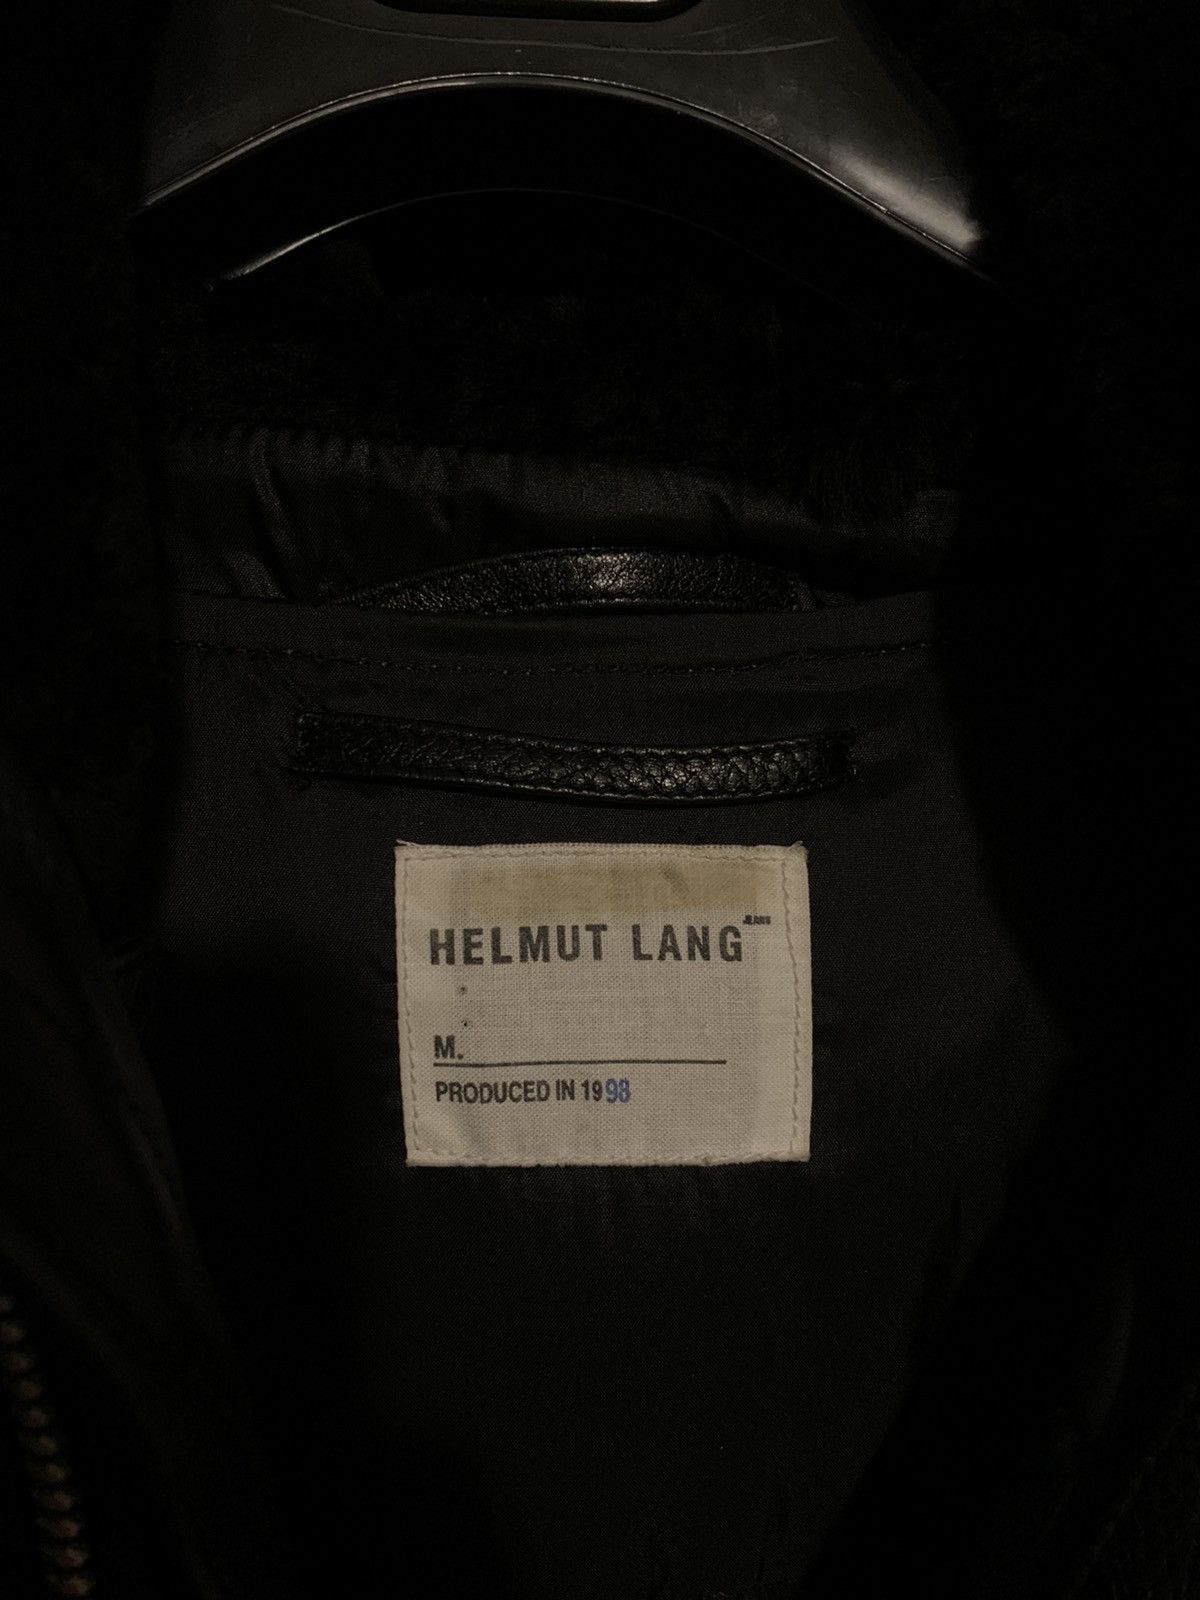 HELMUT LANG JEANS
M.
PRODUCED IN 1998